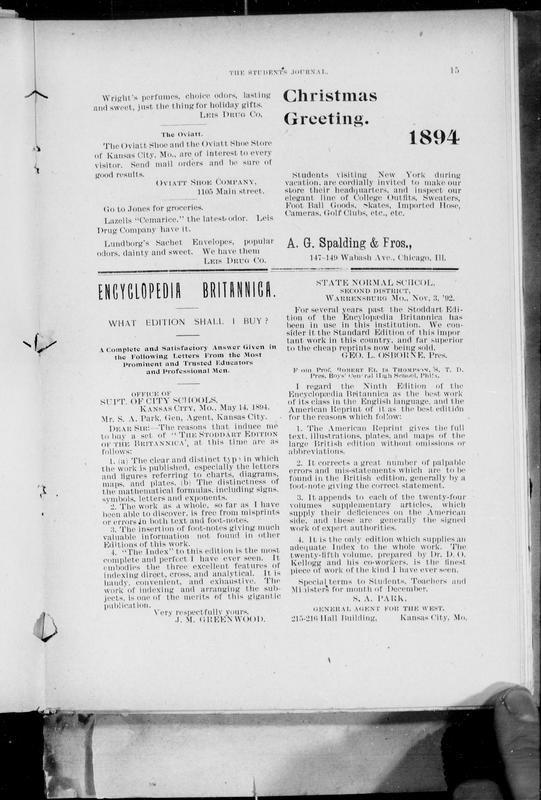 THE STUDENTS JOURNAL.
15
Wright's perfumes, choice odors, lasting
and sweet, just the thing for holiday gifts.
LEIS DRUG CO.
The Oviatt.
The Oviatt Shoe and the Oviatt Shoe Store
of Kansas City, Mo., are of interest to every
visitor. Send mail orders and be sure of
good results.
OVIATT SHOE COMPANY,
1105 Main street.
Go to Jones for groceries.
Lazells "Cemarice," the latest odor. Leis
Drug Company have it.
Lundborg's Sachet Envelopes, popular
odors, dainty and sweet. We have them
LEIS DRUG CO.
Christmas
Greeting.
1894
Students visiting New York during
vacation, are cordially invited to make our
store their headquarters, and inspect our
elegant line of College Outfits, Sweaters,
Foot Ball Goods, Skates, Imported Hose,
Cameras, Golf Clubs, etc., etc.
A. G. Spalding & Fros.,
147-149 Wabash Ave., Chicago, Ill.
ENCYGLOPEDIA BRITANNICA.
WHAT EDITION SHALL I BUY?
A Complete and Satisfactory Answer Given in
the Following Letters From the Most
Prominent and Trusted Educators
and Professional Men.
OFFICE OF
SUPT. OF CITY SCHOOLS,
KANSAS CITY, Mo., May 14, 1894.
Mr. S. A. Park, Gen, Agent, Kansas City.
DEAR SIR:—The reasons that induce me
to buy a set of "THE STODDART EDITION
OF THE BRITANNICA", at this time are as
follows:
1. (a) The clear and distinct typ in which
the work is published, especially the letters
and figures referring to charts, diagrams,
maps, and plates, (b) The distinctness of
the mathematical formulas, including signs,
symbols, letters and exponents.
2. The work as a whole, so far as I have
been able to discover, is free from misprints
or errors in both text and foot-notes.
3. The insertion of foot-notes giving much
valuable information not found in other
Editions of this work.
4. "The Index" to this edition is the most
complete and perfect I have ever seen. It
embodies the three excellent features of
indexing direct, cross, and analytical. It is
handy, convenient, and exhaustive. The
work of indexing and arranging the sub-
jects, is one of the merits of this gigantic
publication.
Very respectfully yours,
J. M. GREENWOOD.
STATE NORMAL SCHOOL,
SECOND DISTRICT,
WARRENSBURG MO., Nov, 3, '92.
For several years past the Stoddart Edi-
tion of the Encylopædia Britannica has
been in use in this institution. We con-
sider it the Standard Edition of this impor
tant work in this country, and far superior
to the cheap reprints now being sold.
GEO. L. OSBORNE, Pres.
From Prof. ROBERT ELLIS THOMPSON, S. T. D.
Pres. Boys' Central High School, Phila.
I regard the Ninth Edition of the
Encyclopædia Britannica as the best work
of its class in the English language, and the
American Reprint of it as the best edition
for the reasons which follow:
1. The American Reprint gives the full
text, illustrations, plates, and maps of the
large British edition without omissions or
abbreviations.
2. It corrects a great number of palpable
errors and mis-statements which are to be
found in the British edition, generally by a
foot-note giving the correct statement.
3. It appends to each of the twenty-four
volumes supplementary articles, which
supply their deficiences on the American
side, and these are generally the signed
work of expert authorities.
4. It is the only edition which supplies an
adequate Index to the whole work. The
twenty-fifth volume, prepared by Dr. D. O.
Kellogg and his co-workers, is the finest
piece of work of the kind I have ever seen.
Special terms to Students, Teachers and
Ministers for month of December.
S. A. PARK,
GENERAL AGENT FOR THE WEST.
215-216 Hall Building, Kansas City, Mo,